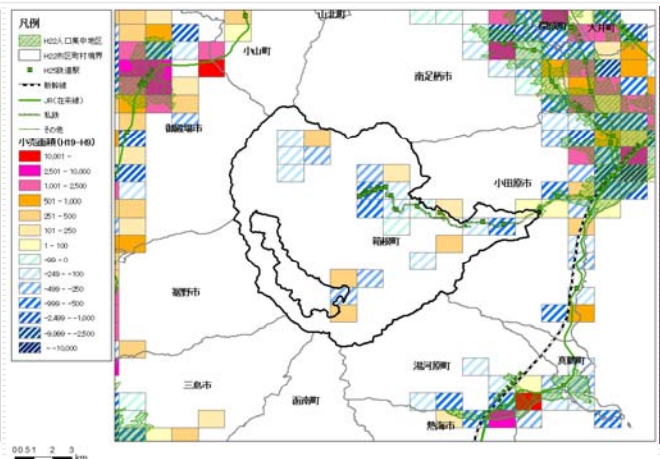 凡例
H22人口集中地区
H22市区町村境界
H25鉄道駅
新幹線
JR(在来線)
私鉄
その他
小売面積(H19-H9)
10,001 -
2,501 - 10,000
1,001 - 2,500
501 - 1,000
251 - 500
101 - 250
1 - 100
-99 - 0
-249 - -100
-499 - -250
-999 - -500
-2,499 - -1,000
-9,999 - -2,500
- -10,000
山北町
小山町
大井町
南足柄市
御殿場市
小田原市
箱根町
裾野市
湯河原町
真鶴町
三島市
函南町
熱海市
0 0.5 1 2 3
km